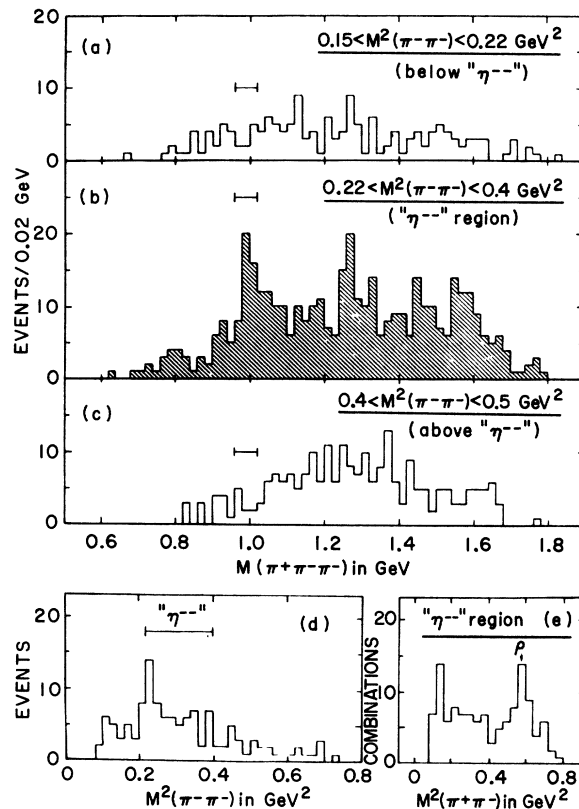 (a)
0.15<M²(π-π-)<0.22 GeV²
(below "η--")
20
10
0
(b)
0.22<M²(π-π-)<0.4 GeV²
("η--" region)
20
10
0
EVENTS/0.02 GeV
(c)
0.4<M²(π-π-)<0.5 GeV²
(above "η--")
10
0
0.6 0.8 1.0 1.2 1.4 1.6 1.8
M(π+π-π-) in GeV
"η--"
(d)
20
10
0
EVENTS
0 0.2 0.4 0.6 0.8
M²(π-π-) in GeV²
"η--" region (e)
ρ
20
10
0
COMBINATIONS
0 0.4 0.8
M²(π+π-) in GeV²